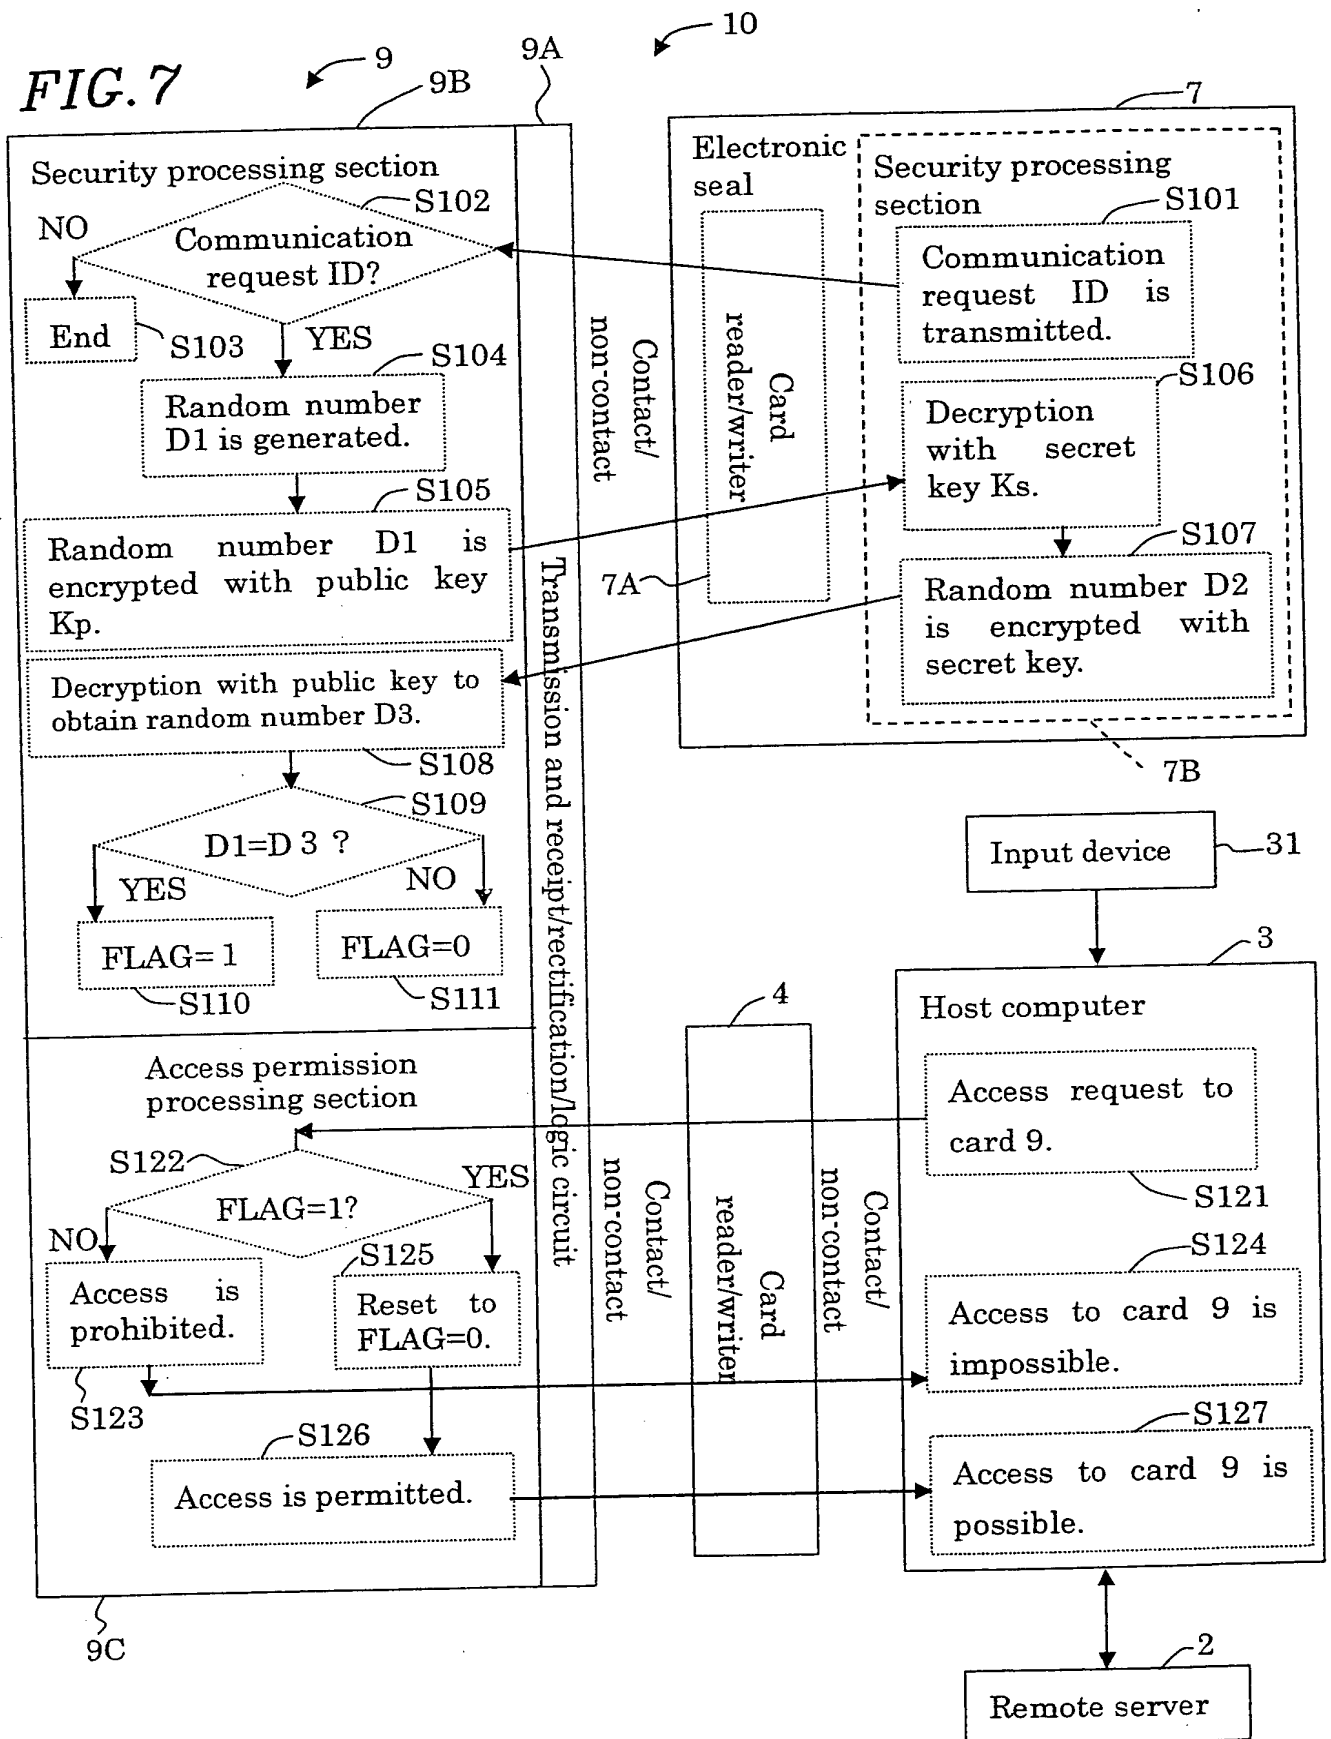 FIG.7
9
9B
9A
10
7
Security processing section
S102
NO
Communication
request ID?
End
S103
YES
S104
Random number
D1 is generated.
S105
Random number D1 is
encrypted with public key
Kp.
Decryption with public key to
obtain random number D3.
S108
S109
D1=D 3 ?
YES
NO
FLAG= 1
FLAG=0
S110
S111
Transmission and receipt/rectification/logic circuit
Contact/
non-contact
Electronic
seal
Card
reader/writer
7A
Security processing
section
S101
Communication
request ID is
transmitted.
S106
Decryption
with secret
key Ks.
S107
Random number D2
is encrypted with
secret key.
7B
Input device
31
3
Host computer
Access request to
card 9.
S121
S124
Access to card 9 is
impossible.
S127
Access to card 9 is
possible.
4
Contact/
non-contact
Card
reader/writer
Contact/
non-contact
Access permission
processing section
S122
YES
FLAG=1?
NO
S125
Access is
prohibited.
Reset to
FLAG=0.
S123
S126
Access is permitted.
9C
2
Remote server